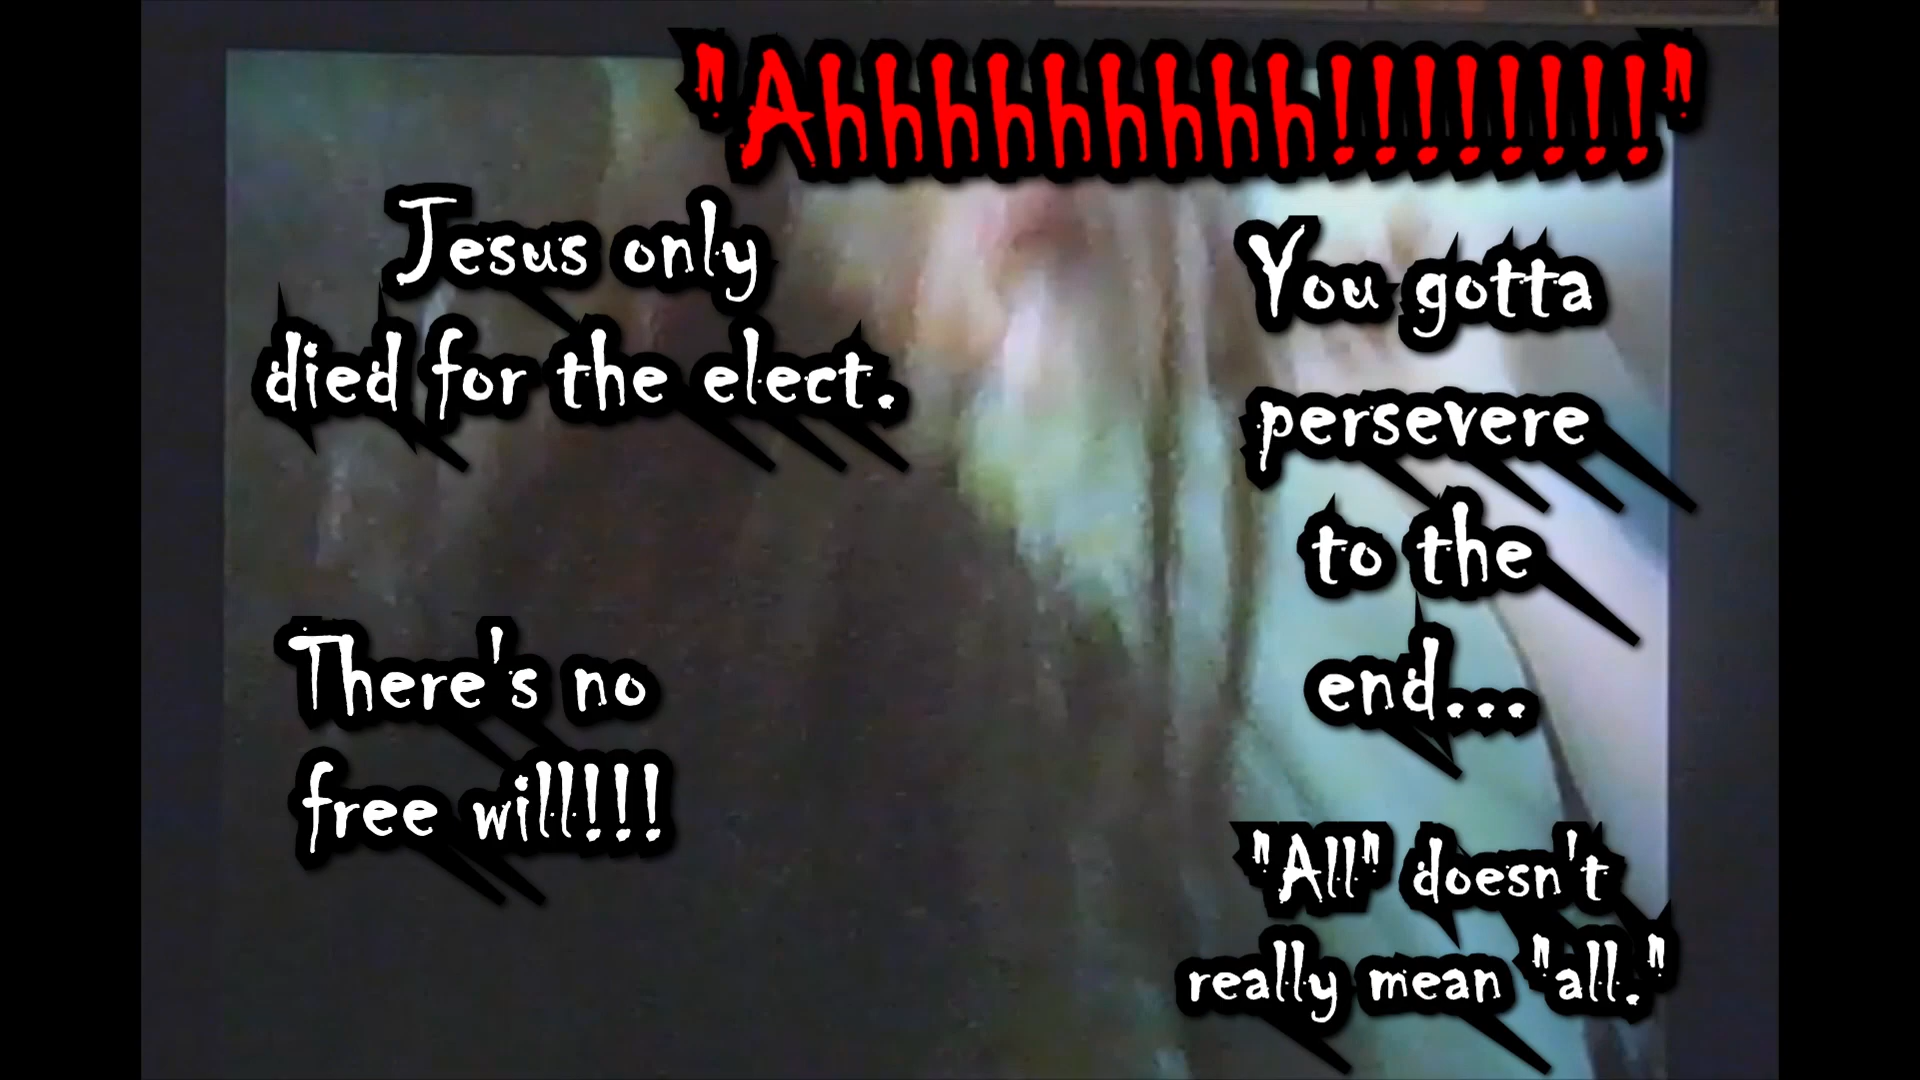 "Ahhhhhhhhh!!!!!!!!"
Jesus only
died for the elect.
You gotta
persevere
to the
end...
There's no
free will!!!
"All" doesn't
really mean "all."